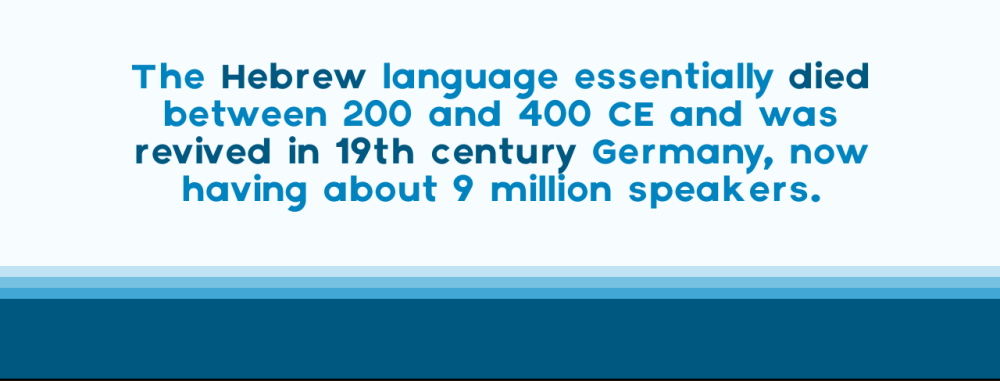 The Hebrew language essentially died
between 200 and 400 CE and was
revived in 19th century Germany, now
having about 9 million speakers.